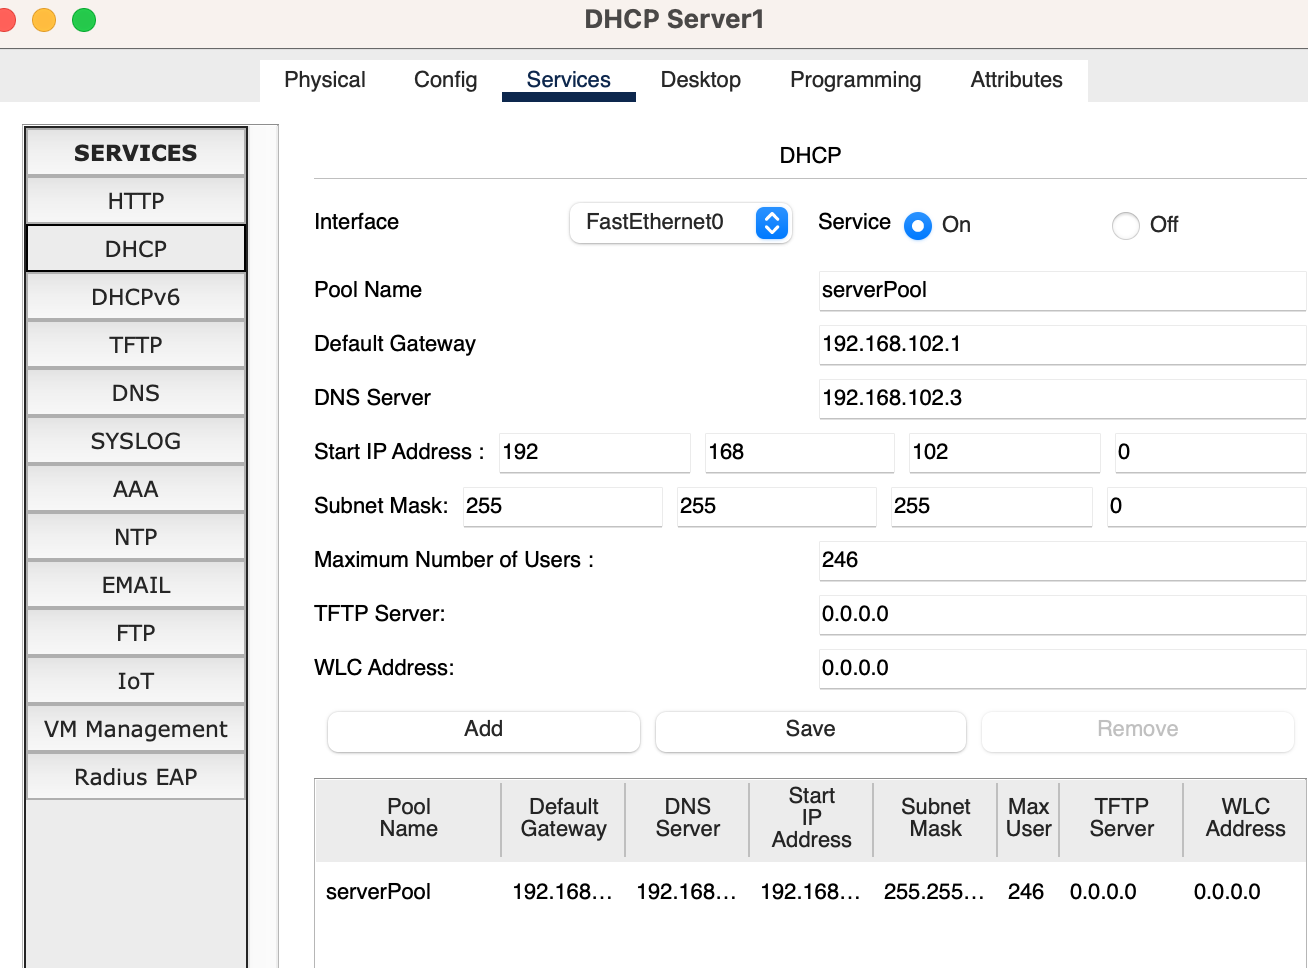 DHCP Server1
Physical Config Services Desktop Programming Attributes
SERVICES
HTTP
DHCP
DHCPv6
TFTP
DNS
SYSLOG
AAA
NTP
EMAIL
FTP
IoT
VM Management
Radius EAP
DHCP
Interface FastEthernet0 Service On Off
Pool Name serverPool
Default Gateway 192.168.102.1
DNS Server 192.168.102.3
Start IP Address : 192 168 102 0
Subnet Mask: 255 255 255 0
Maximum Number of Users : 246
TFTP Server: 0.0.0.0
WLC Address: 0.0.0.0
Add Save Remove
Pool Name Default Gateway DNS Server Start IP Address Subnet Mask Max User TFTP Server WLC Address
serverPool 192.168... 192.168... 192.168... 255.255... 246 0.0.0.0 0.0.0.0